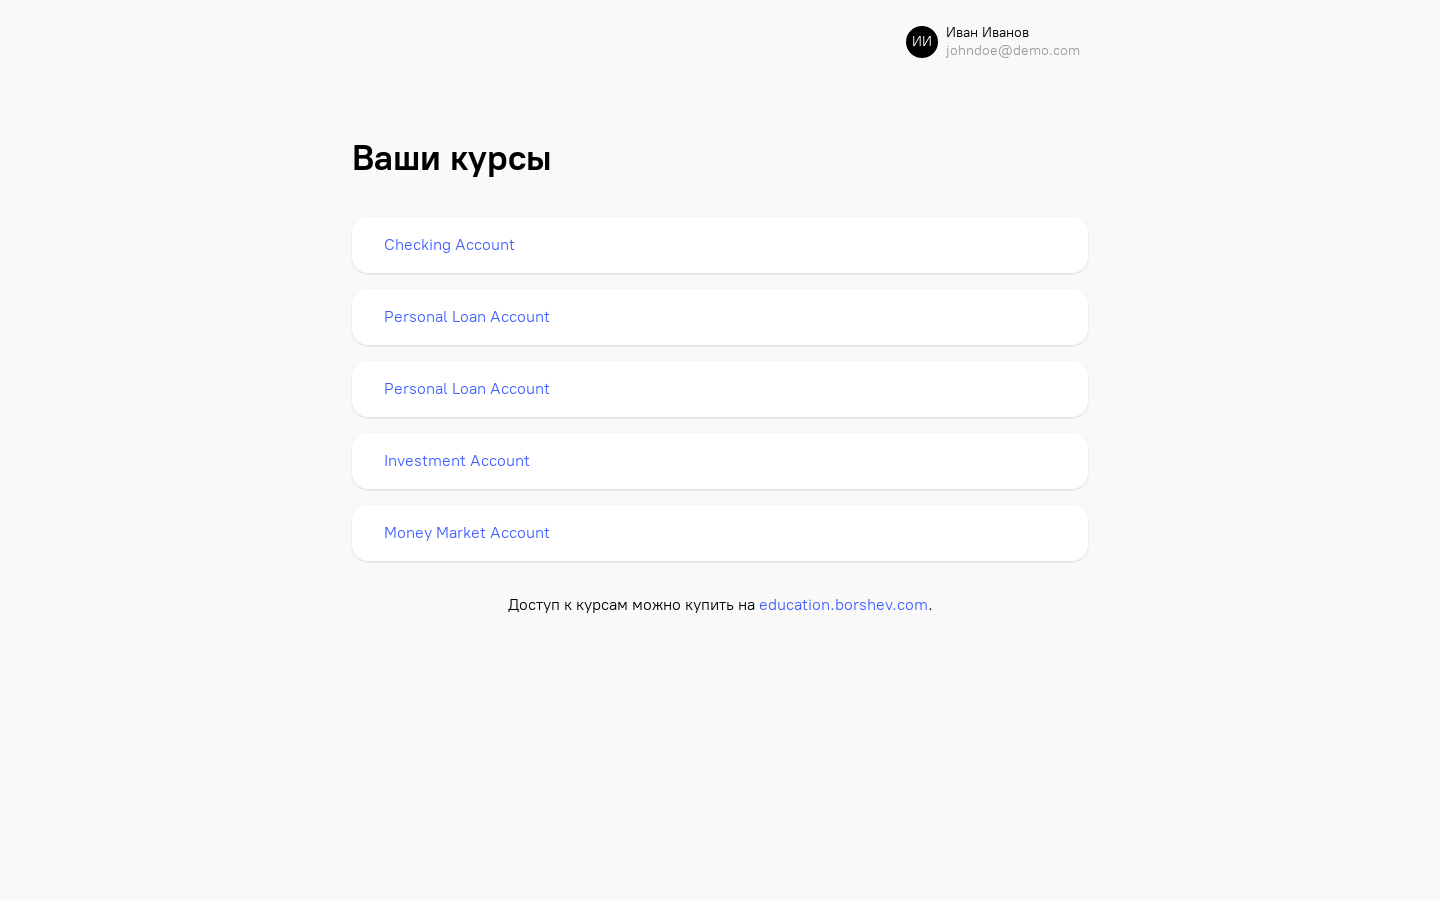 ИИ
Иван Иванов
johndoe@demo.com
Ваши курсы
Checking Account
Personal Loan Account
Personal Loan Account
Investment Account
Money Market Account
Доступ к курсам можно купить на education.borshev.com.